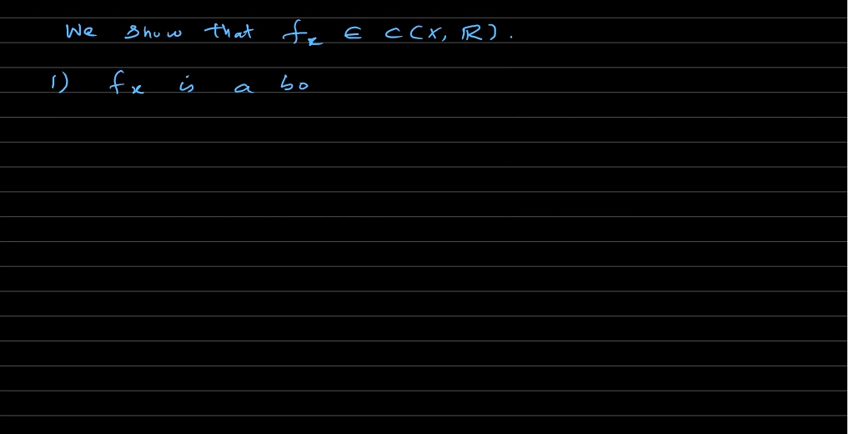 We show that fₓ ∈ C(X, ℝ).
1) fₓ is a bo